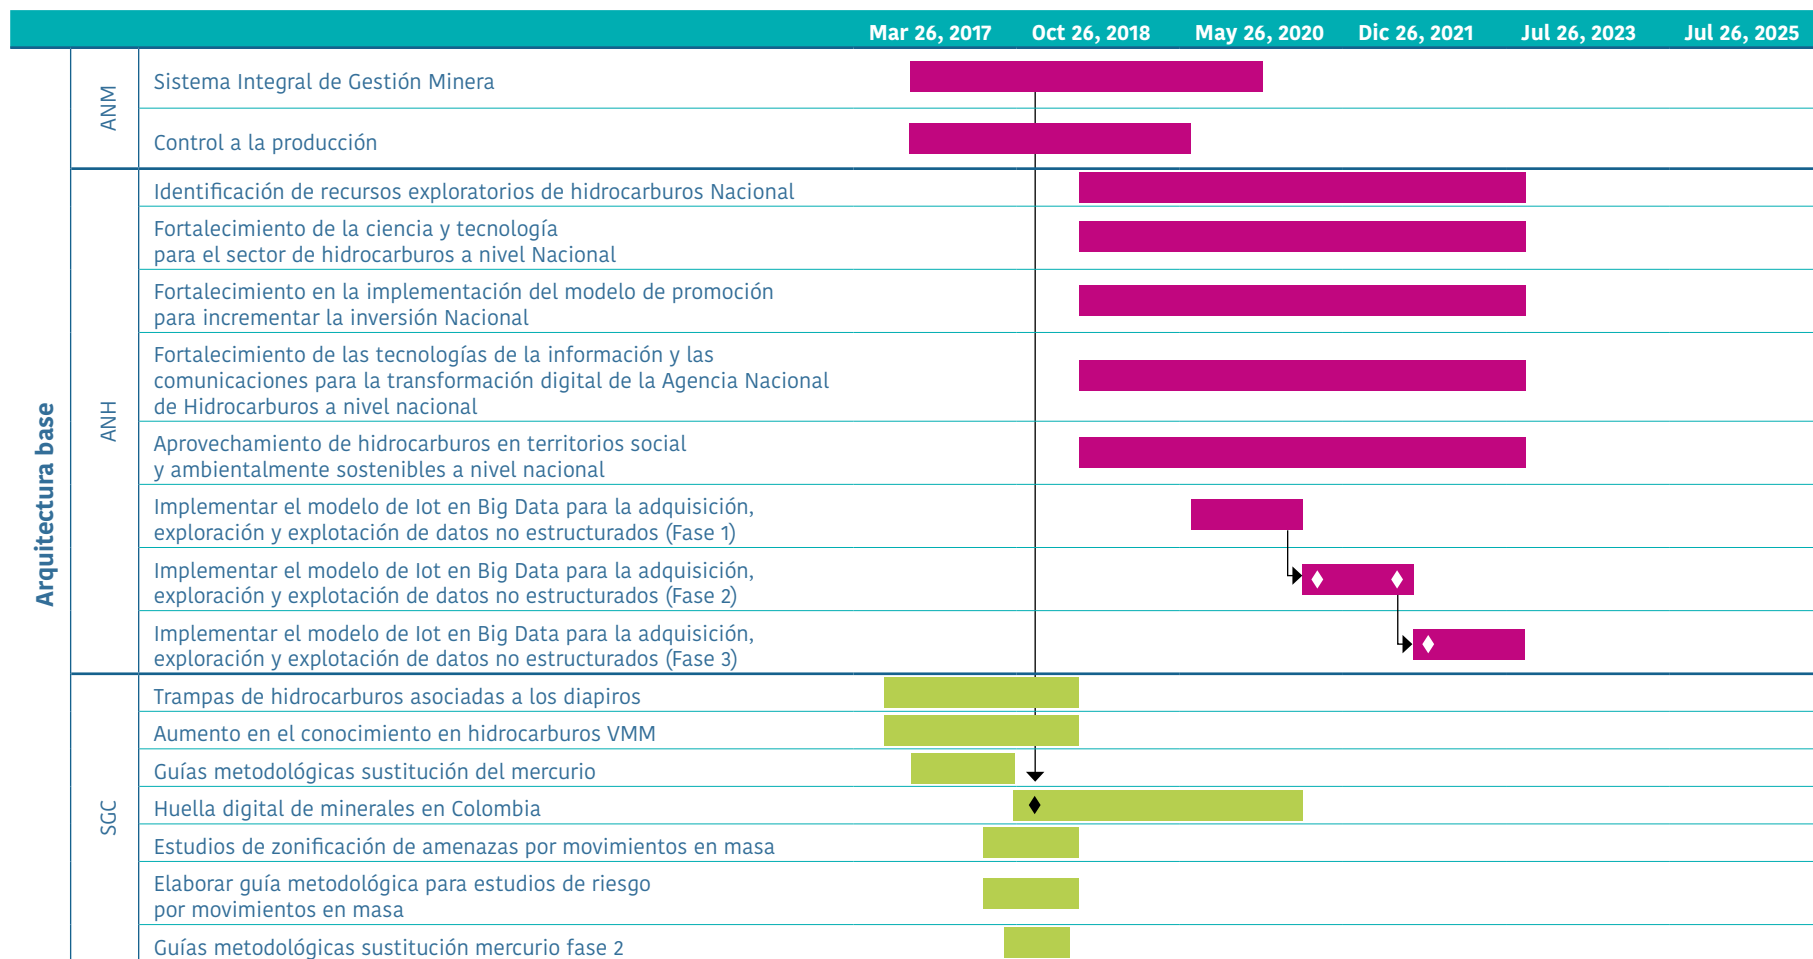 Mar 26, 2017 Oct 26, 2018 May 26, 2020 Dic 26, 2021 Jul 26, 2023 Jul 26, 2025
Arquitectura base
ANM
Sistema Integral de Gestión Minera
Control a la producción
ANH
Identificación de recursos exploratorios de hidrocarburos Nacional
Fortalecimiento de la ciencia y tecnología
para el sector de hidrocarburos a nivel Nacional
Fortalecimiento en la implementación del modelo de promoción
para incrementar la inversión Nacional
Fortalecimiento de las tecnologías de la información y las
comunicaciones para la transformación digital de la Agencia Nacional
de Hidrocarburos a nivel nacional
Aprovechamiento de hidrocarburos en territorios social
y ambientalmente sostenibles a nivel nacional
Implementar el modelo de Iot en Big Data para la adquisición,
exploración y explotación de datos no estructurados (Fase 1)
Implementar el modelo de Iot en Big Data para la adquisición,
exploración y explotación de datos no estructurados (Fase 2)
Implementar el modelo de Iot en Big Data para la adquisición,
exploración y explotación de datos no estructurados (Fase 3)
SGC
Trampas de hidrocarburos asociadas a los diapiros
Aumento en el conocimiento en hidrocarburos VMM
Guías metodológicas sustitución del mercurio
Huella digital de minerales en Colombia
Estudios de zonificación de amenazas por movimientos en masa
Elaborar guía metodológica para estudios de riesgo
por movimientos en masa
Guías metodológicas sustitución mercurio fase 2